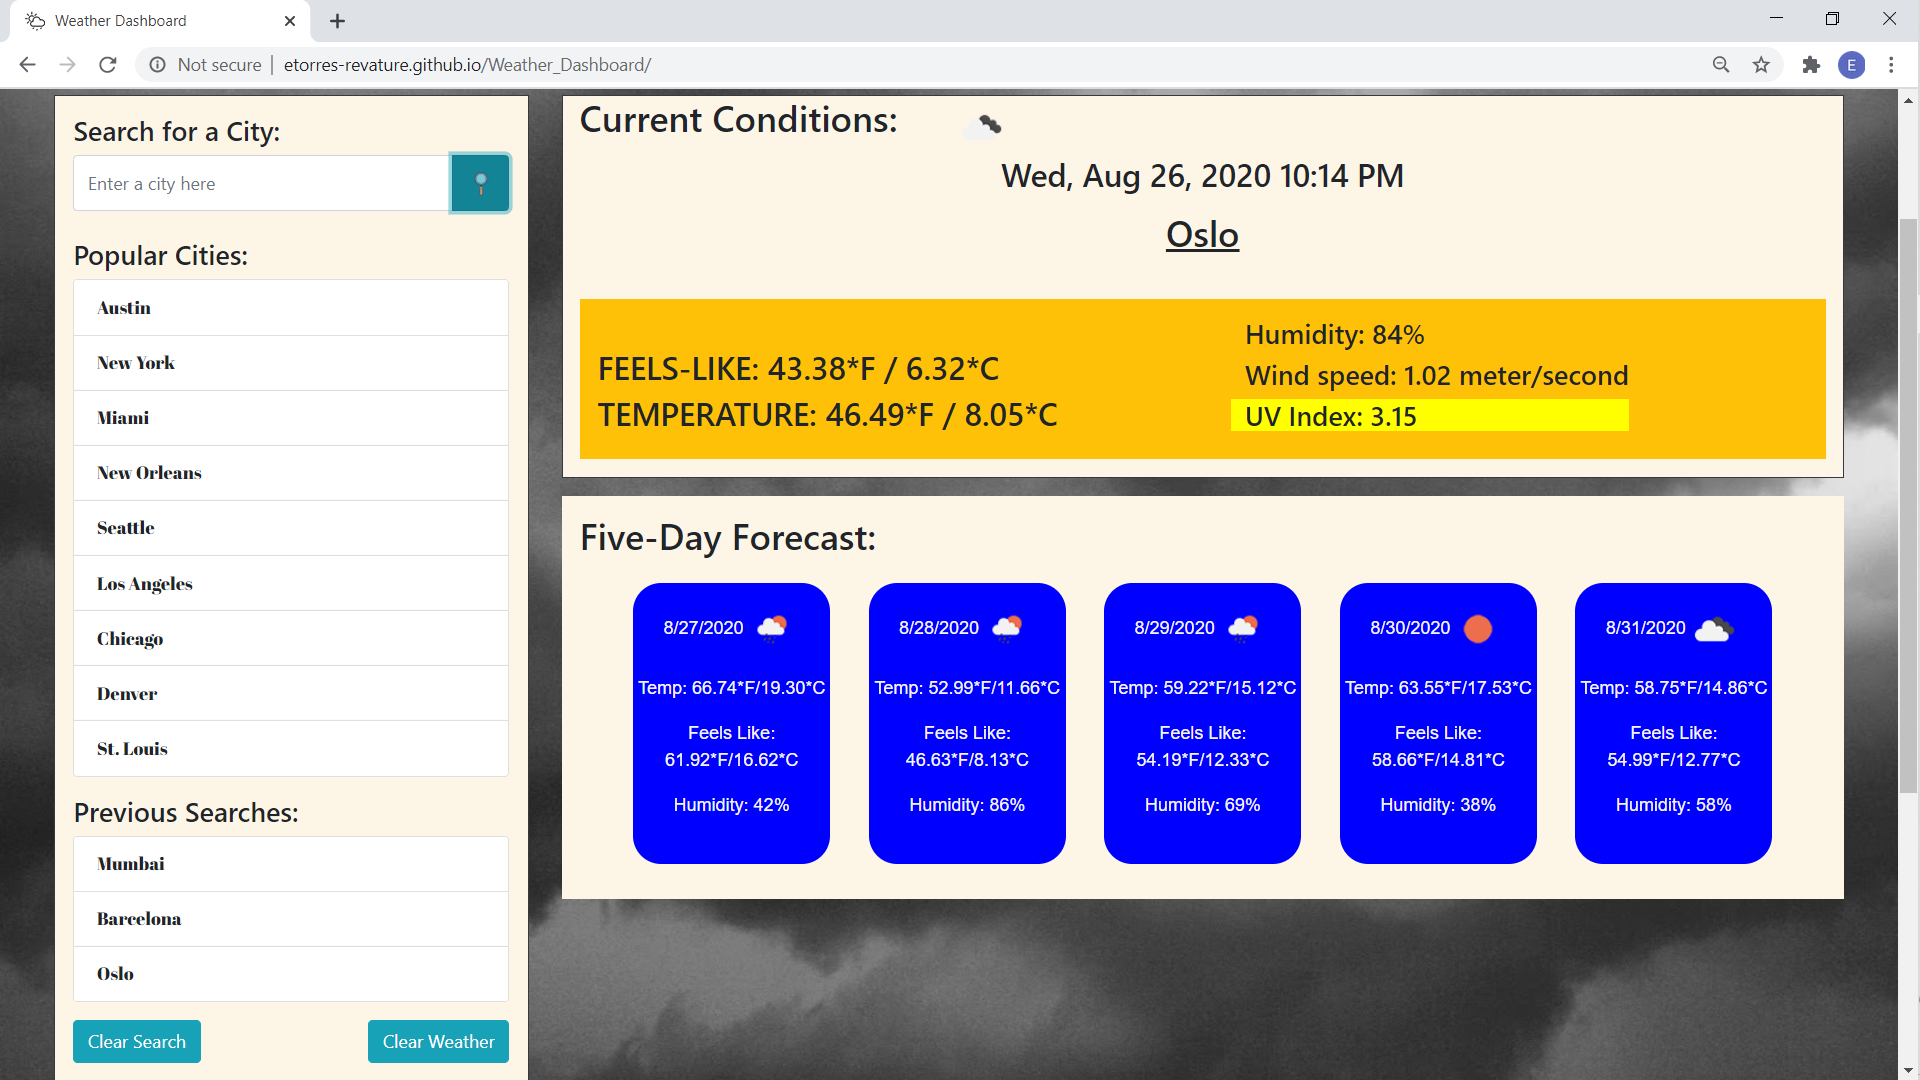 Weather Dashboard
Not secure
etorres-revature.github.io/Weather_Dashboard/
E
Search for a City:
Enter a city here
Popular Cities:
Austin
New York
Miami
New Orleans
Seattle
Los Angeles
Chicago
Denver
St. Louis
Previous Searches:
Mumbai
Barcelona
Oslo
Clear Search
Clear Weather
Current Conditions:
Wed, Aug 26, 2020 10:14 PM
Oslo
FEELS-LIKE: 43.38*F / 6.32*C
TEMPERATURE: 46.49*F / 8.05*C
Humidity: 84%
Wind speed: 1.02 meter/second
UV Index: 3.15
Five-Day Forecast:
8/27/2020
Temp: 66.74*F/19.30*C
Feels Like:
61.92*F/16.62*C
Humidity: 42%
8/28/2020
Temp: 52.99*F/11.66*C
Feels Like:
46.63*F/8.13*C
Humidity: 86%
8/29/2020
Temp: 59.22*F/15.12*C
Feels Like:
54.19*F/12.33*C
Humidity: 69%
8/30/2020
Temp: 63.55*F/17.53*C
Feels Like:
58.66*F/14.81*C
Humidity: 38%
8/31/2020
Temp: 58.75*F/14.86*C
Feels Like:
54.99*F/12.77*C
Humidity: 58%